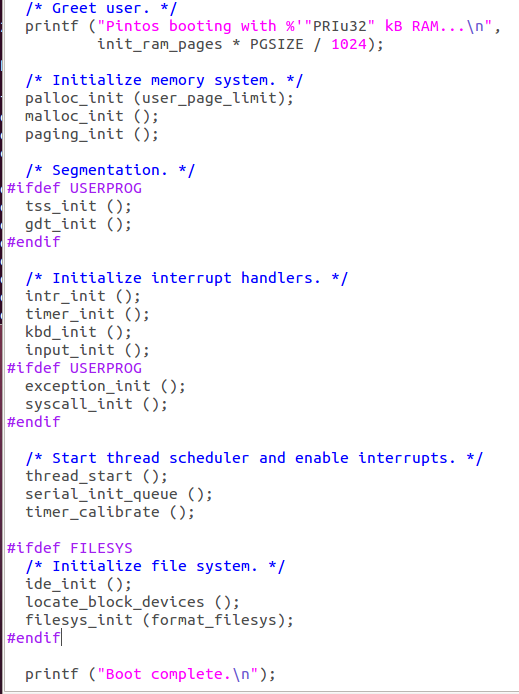 /* Greet user. */
printf ("Pintos booting with %'"PRIu32" kB RAM...\n",
init_ram_pages * PGSIZE / 1024);
/* Initialize memory system. */
palloc_init (user_page_limit);
malloc_init ();
paging_init ();
/* Segmentation. */
#ifdef USERPROG
tss_init ();
gdt_init ();
#endif
/* Initialize interrupt handlers. */
intr_init ();
timer_init ();
kbd_init ();
input_init ();
#ifdef USERPROG
exception_init ();
syscall_init ();
#endif
/* Start thread scheduler and enable interrupts. */
thread_start ();
serial_init_queue ();
timer_calibrate ();
#ifdef FILESYS
/* Initialize file system. */
ide_init ();
locate_block_devices ();
filesys_init (format_filesys);
#endif
printf ("Boot complete.\n");